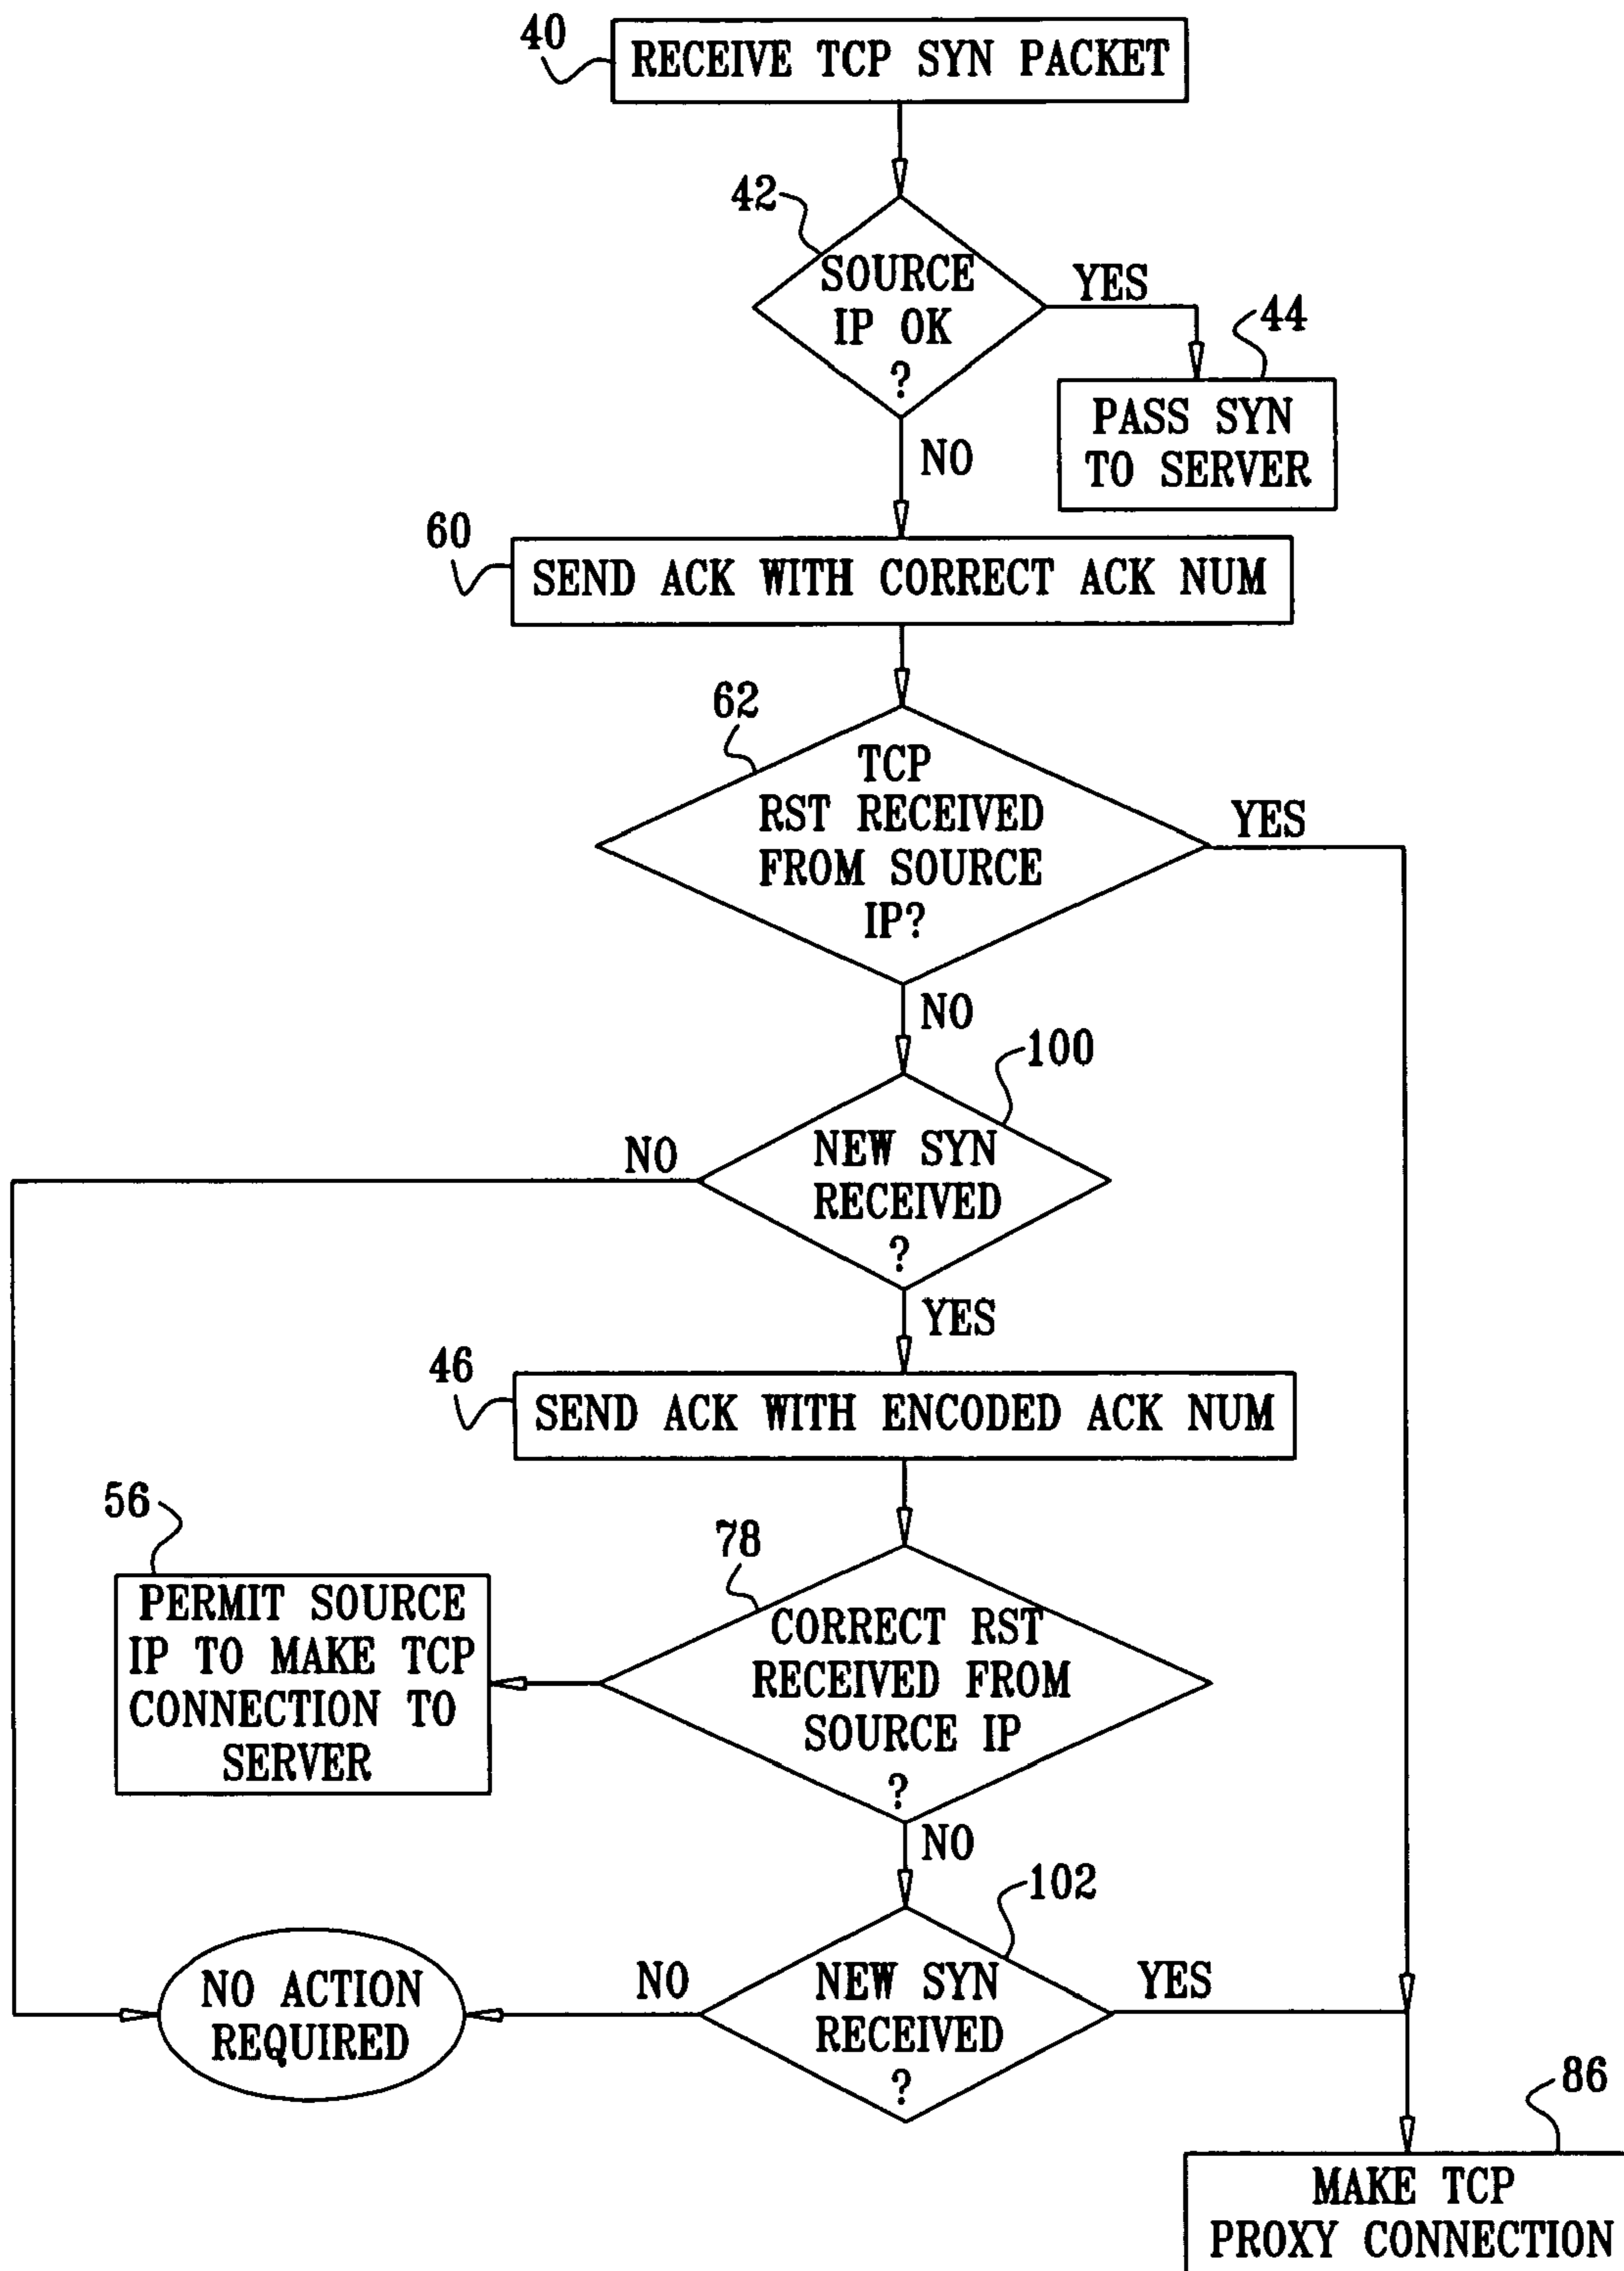 40
RECEIVE TCP SYN PACKET
42
SOURCE
IP OK
?
YES
44
PASS SYN
TO SERVER
NO
60
SEND ACK WITH CORRECT ACK NUM
62
TCP
RST RECEIVED
FROM SOURCE
IP?
YES
NO
100
NEW SYN
RECEIVED
?
NO
YES
46
SEND ACK WITH ENCODED ACK NUM
56
PERMIT SOURCE
IP TO MAKE TCP
CONNECTION TO
SERVER
78
CORRECT RST
RECEIVED FROM
SOURCE IP
?
NO
102
NEW SYN
RECEIVED
?
NO
YES
NO ACTION
REQUIRED
86
MAKE TCP
PROXY CONNECTION